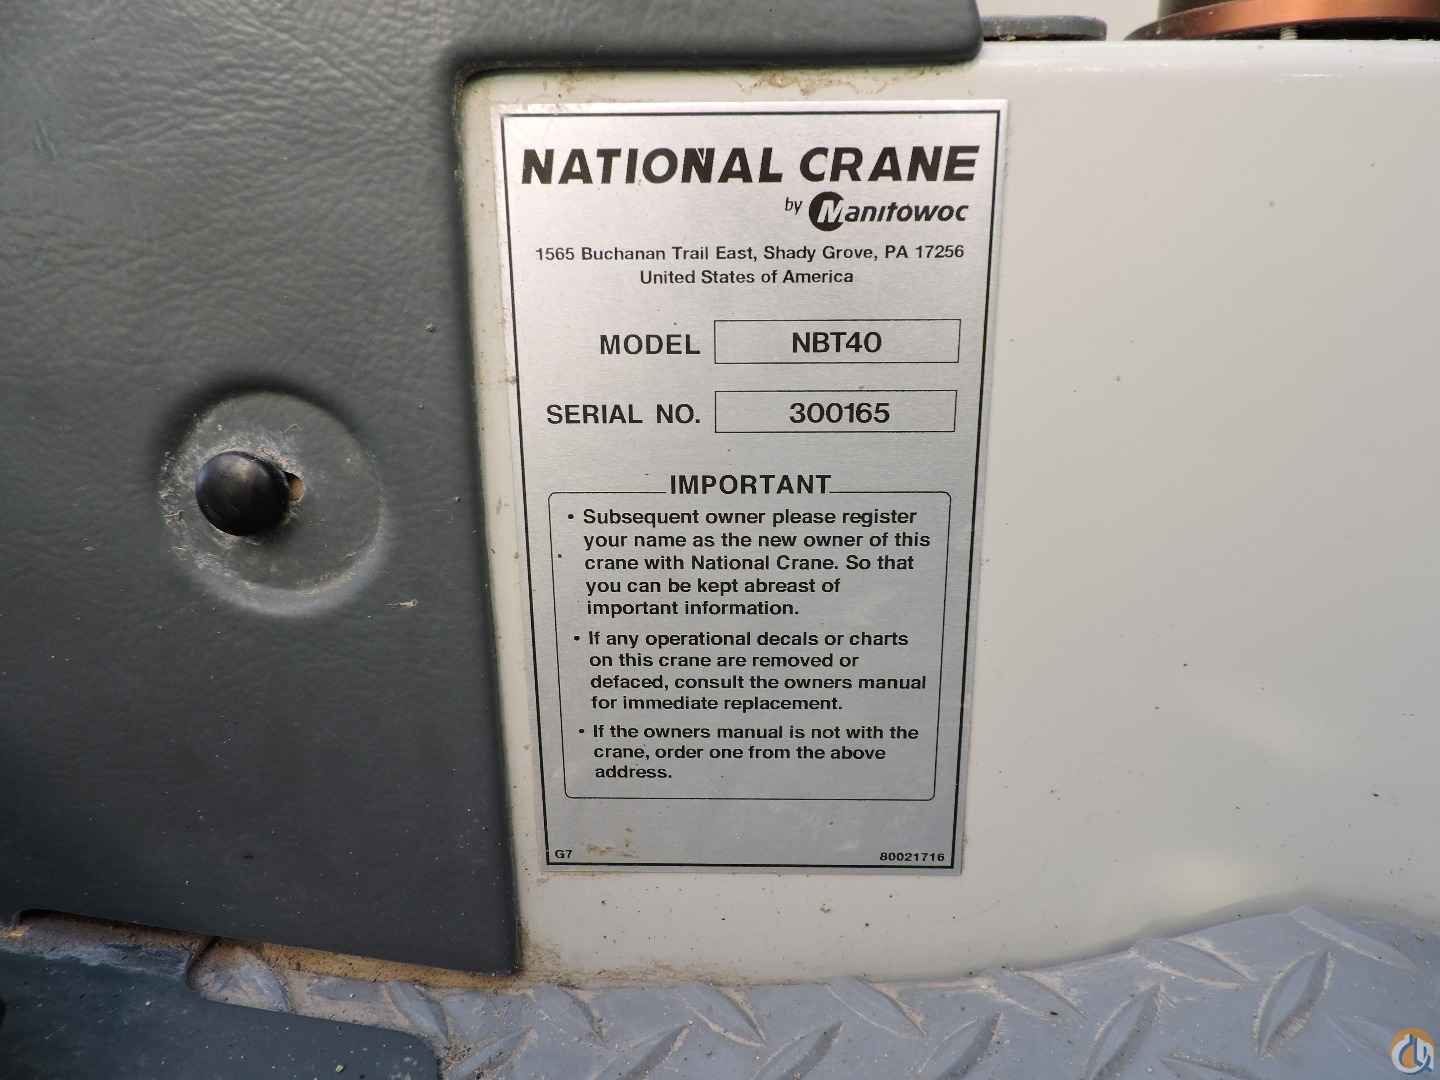 NATIONAL CRANE
by Manitowoc
1565 Buchanan Trail East, Shady Grove, PA 17256
United States of America
MODEL NBT40
SERIAL NO. 300165
IMPORTANT
• Subsequent owner please register
your name as the new owner of this
crane with National Crane. So that
you can be kept abreast of
important information.
• If any operational decals or charts
on this crane are removed or
defaced, consult the owners manual
for immediate replacement.
• If the owners manual is not with the
crane, order one from the above
address.
G7 80021716